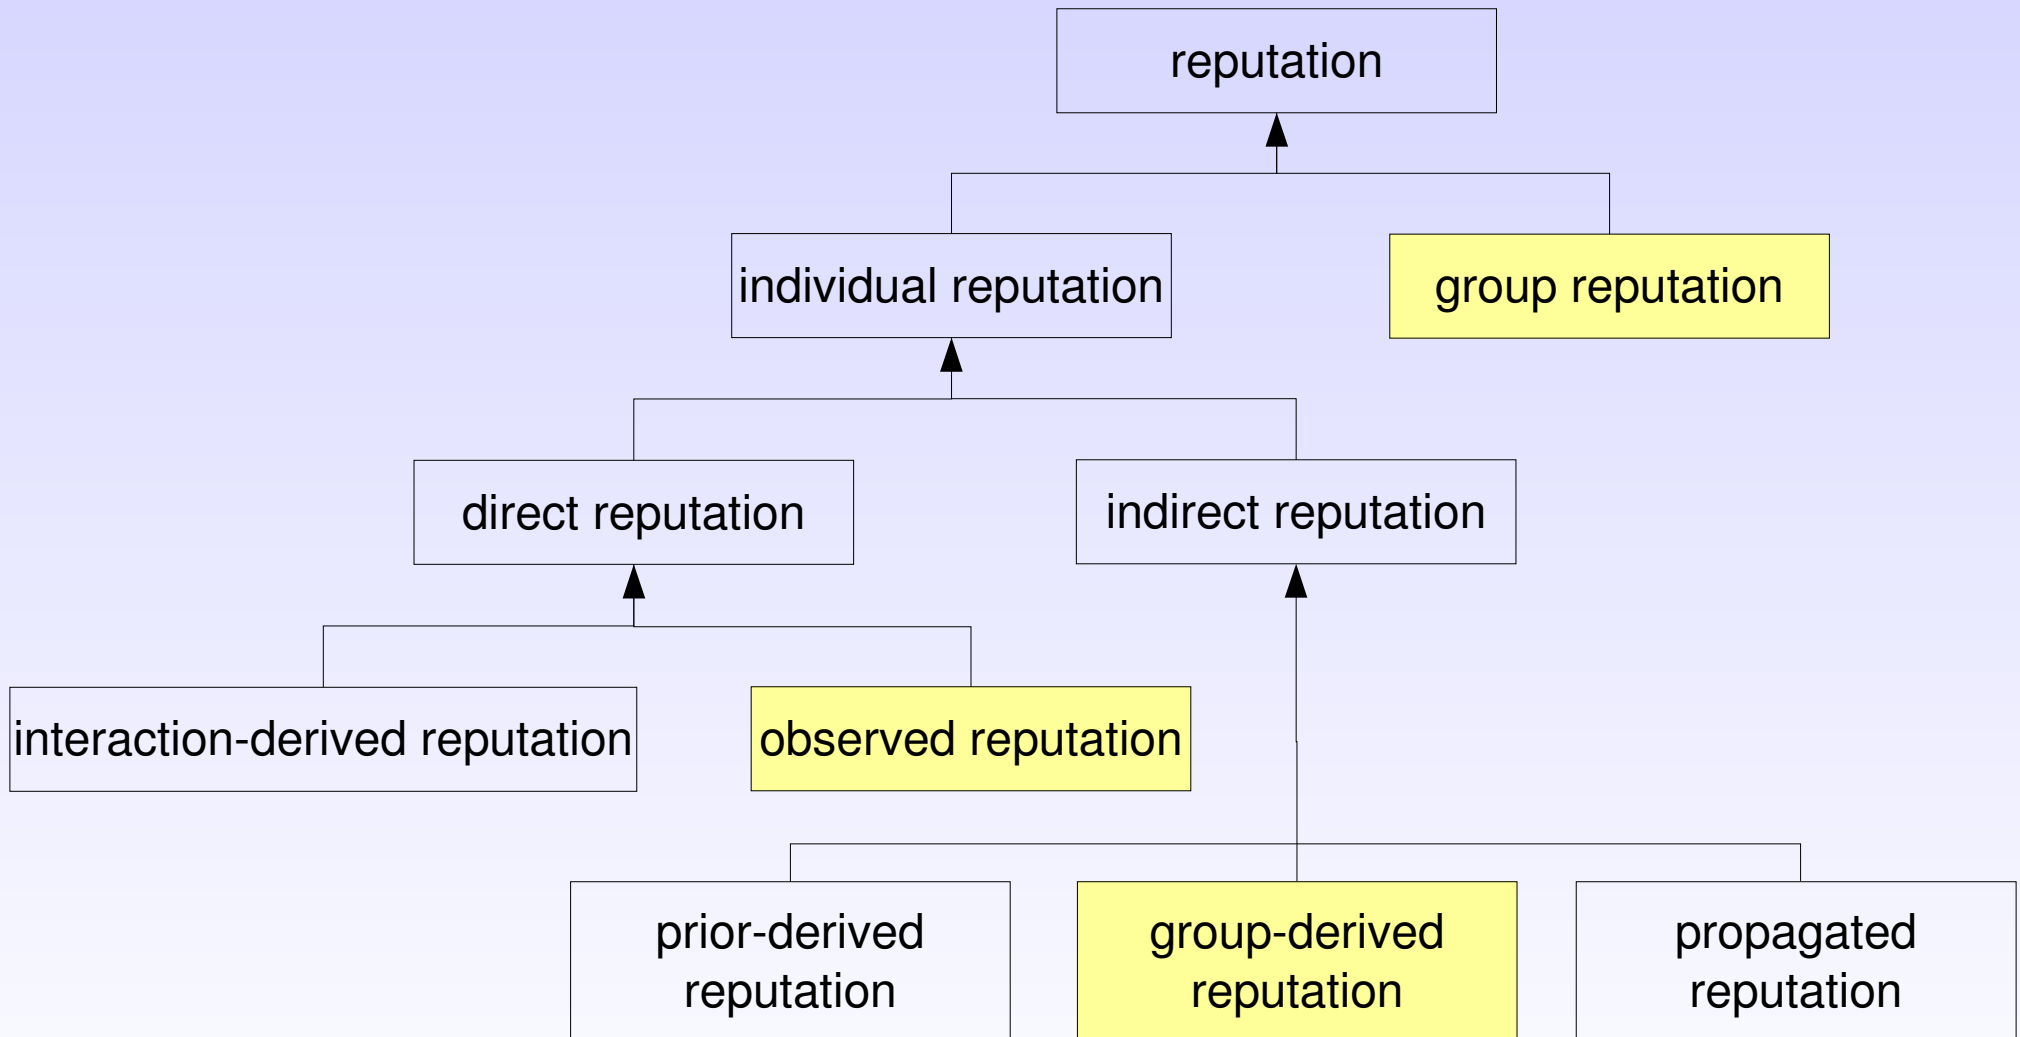 reputation
individual reputation
group reputation
direct reputation
indirect reputation
interaction-derived reputation
observed reputation
prior-derived
reputation
group-derived
reputation
propagated
reputation